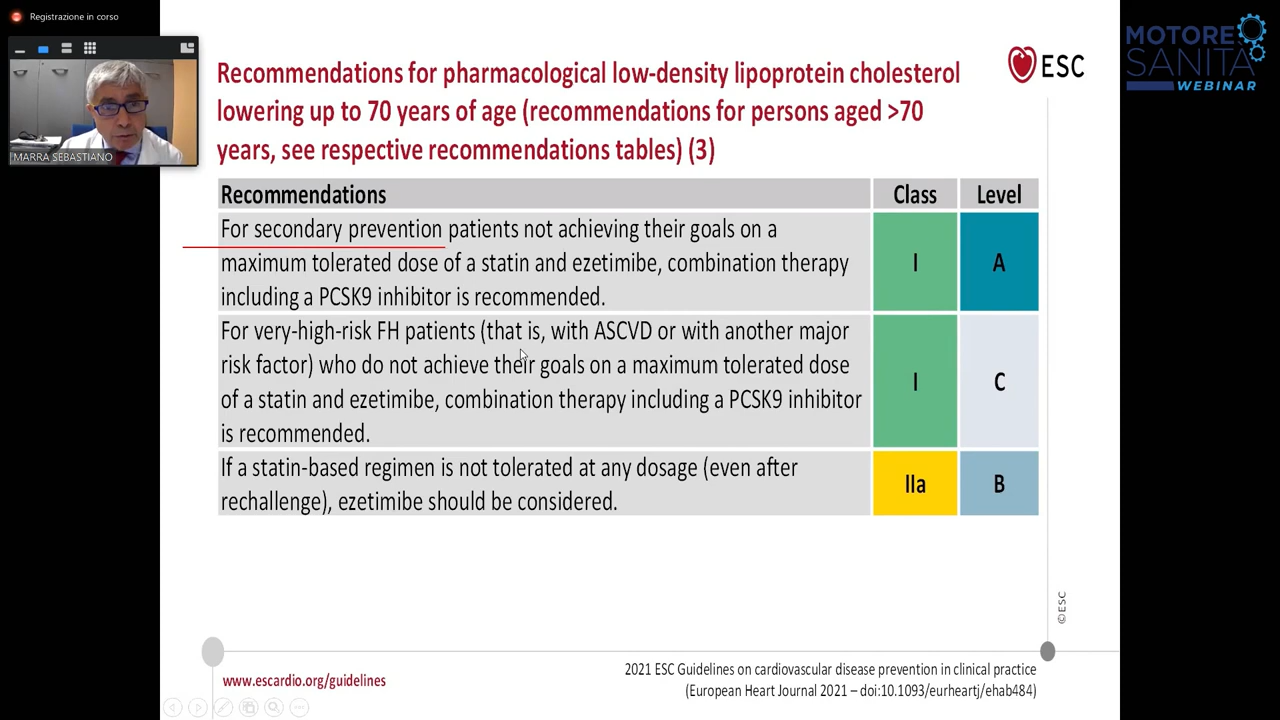 Registrazione in corso
MARRA SEBASTIANO
MOTORE
SANITÀ
WEBINAR
ESC
Recommendations for pharmacological low-density lipoprotein cholesterol
lowering up to 70 years of age (recommendations for persons aged >70
years, see respective recommendations tables) (3)
Recommendations Class Level
For secondary prevention patients not achieving their goals on a
maximum tolerated dose of a statin and ezetimibe, combination therapy
including a PCSK9 inhibitor is recommended.
I A
For very-high-risk FH patients (that is, with ASCVD or with another major
risk factor) who do not achieve their goals on a maximum tolerated dose
of a statin and ezetimibe, combination therapy including a PCSK9 inhibitor
is recommended.
I C
If a statin-based regimen is not tolerated at any dosage (even after
rechallenge), ezetimibe should be considered.
IIa B
©ESC
www.escardio.org/guidelines
2021 ESC Guidelines on cardiovascular disease prevention in clinical practice
(European Heart Journal 2021 – doi:10.1093/eurheartj/ehab484)